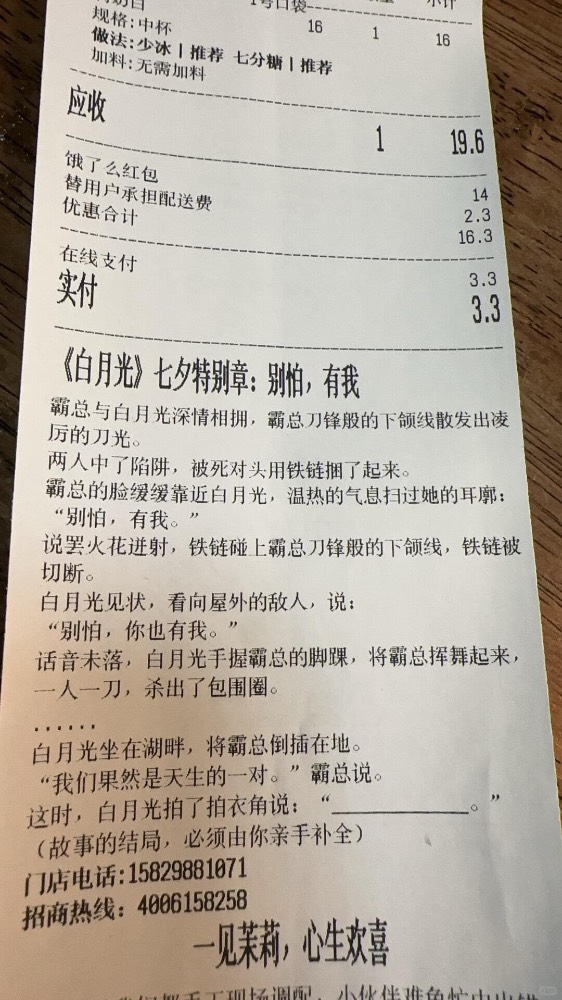 1号口袋
小计
规格:中杯 16 1 16
做法:少冰|推荐 七分糖|推荐
加料:无需加料
应收 1 19.6
饿了么红包 14
替用户承担配送费 2.3
优惠合计 16.3
在线支付 3.3
实付 3.3
《白月光》七夕特别章：别怕，有我
霸总与白月光深情相拥，霸总刀锋般的下颌线散发出凌
厉的刀光。
两人中了陷阱，被死对头用铁链捆了起来。
霸总的脸缓缓靠近白月光，温热的气息扫过她的耳廓：
“别怕，有我。”
说罢火花迸射，铁链碰上霸总刀锋般的下颌线，铁链被
切断。
白月光见状，看向屋外的敌人，说：
“别怕，你也有我。”
话音未落，白月光手握霸总的脚踝，将霸总挥舞起来，
一人一刀，杀出了包围圈。
......
白月光坐在湖畔，将霸总倒插在地。
“我们果然是天生的一对。”霸总说。
这时，白月光拍了拍衣角说：“____________。”
（故事的结局，必须由你亲手补全）
门店电话:15829881071
招商热线：4006158258
一见茉莉，心生欢喜